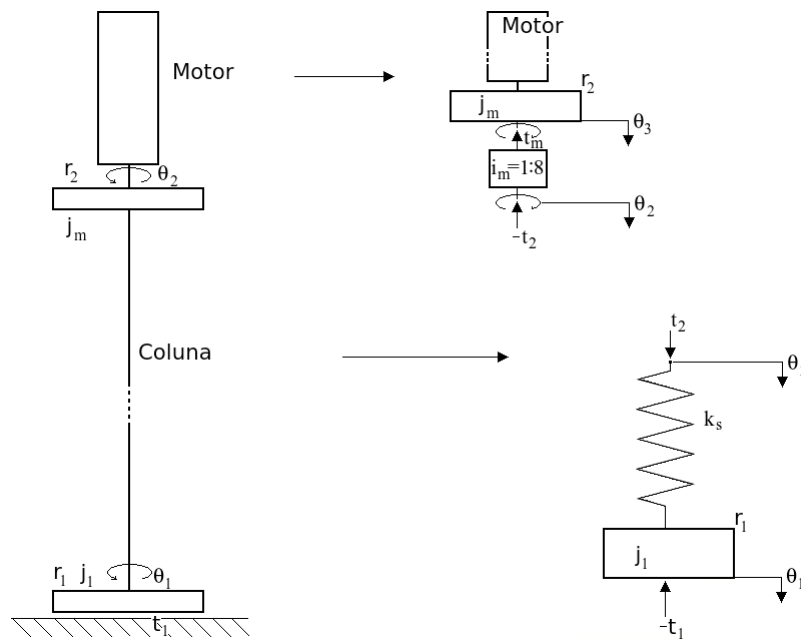 Motor
r2
θ2
jm
Coluna
r1 j1
θ1
t1
Motor
r2
jm
θ3
tm
im=1:8
θ2
-t2
t2
ks
r1
j1
θ1
-t1